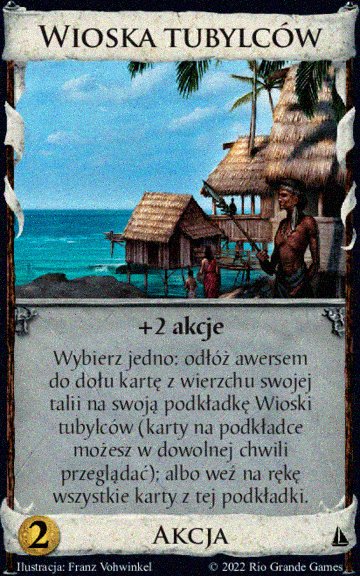 Wioska tubylców
+2 akcje
Wybierz jedno: odłóż awersem
do dołu kartę z wierzchu swojej
talii na swoją podkładkę Wioski
tubylców (karty na podkładce
możesz w dowolnej chwili
przeglądać); albo weź na rękę
wszystkie karty z tej podkładki.
2
Akcja
Ilustracja: Franz Vohwinkel © 2022 Rio Grande Games